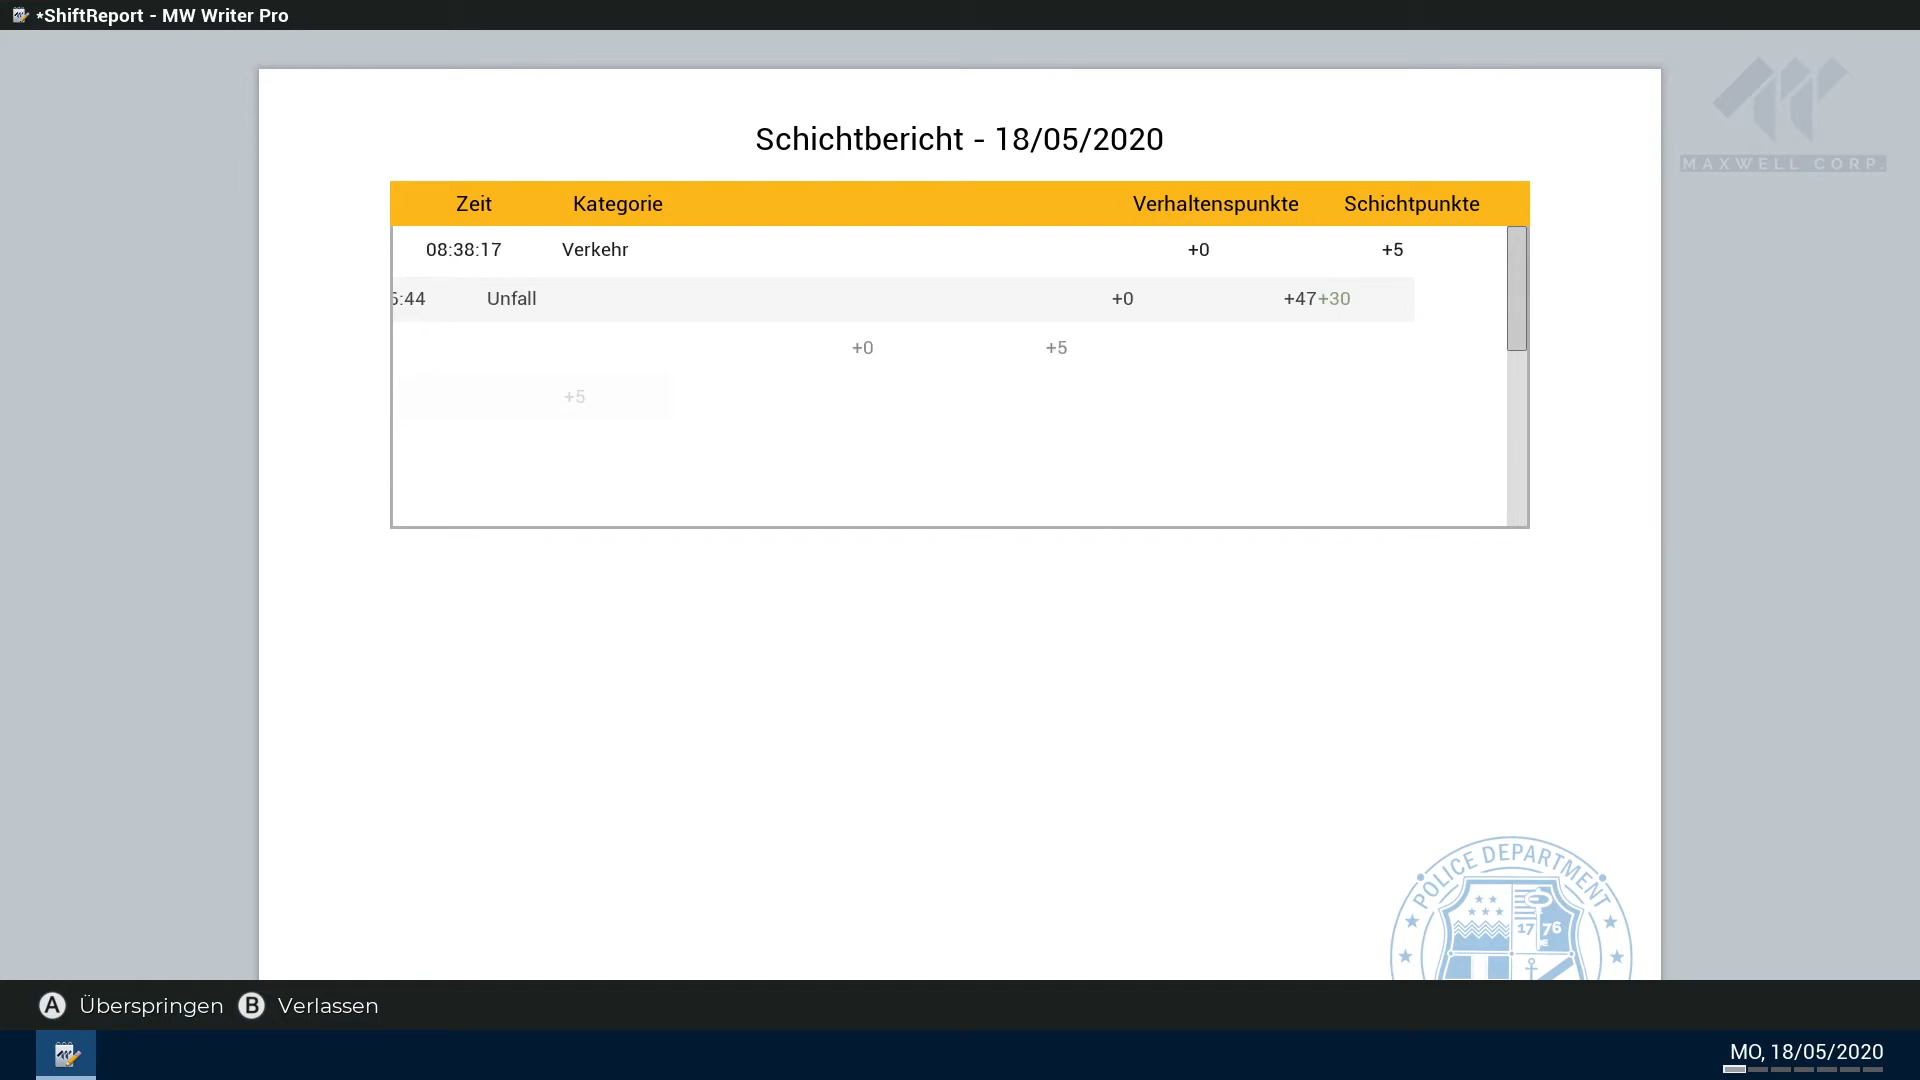 *ShiftReport - MW Writer Pro
MAXWELL CORP.
Schichtbericht - 18/05/2020
Zeit Kategorie Verhaltenspunkte Schichtpunkte
08:38:17 Verkehr +0 +5
6:44 Unfall +0 +47+30
+0 +5
+5
POLICE DEPARTMENT
17 76
A Überspringen B Verlassen
MO, 18/05/2020